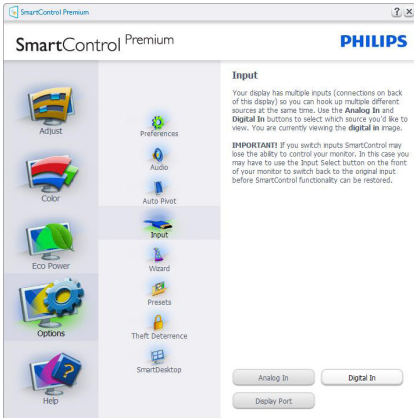 SmartControl Premium
? ×
SmartControl Premium
PHILIPS
Adjust
Color
Eco Power
Options
Help
Preferences
Audio
Auto Pivot
Input
Wizard
Presets
Theft Deterrence
SmartDesktop
Input
Your display has multiple inputs (connections on back
of this display) so you can hook up multiple different
sources at the same time. Use the Analog In and
Digital In buttons to select which source you'd like to
view. You are currently viewing the digital in image.
IMPORTANT! If you switch inputs SmartControl may
lose the ability to control your monitor. In this case you
may have to use the Input Select button on the front
of your monitor to switch back to the original input
before SmartControl functionality can be restored.
Analog In
Digital In
Display Port